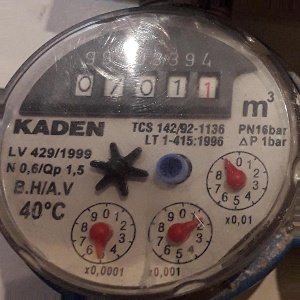 99203394
07011
m³
KADEN
TCS 142/92-1136
PN16bar
LV 429/1999
LT 1-415:1996
△P 1bar
N 0,6/Qp 1,5
B.H/A.V
40°C
x0,01
x0,0001
x0,001